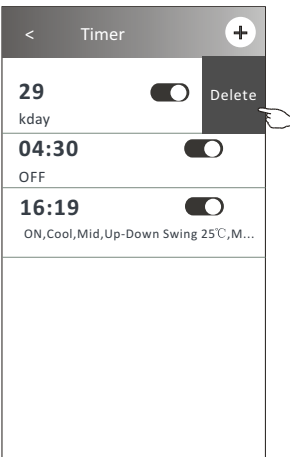 < Timer +
29
kday
Delete
04:30
OFF
16:19
ON,Cool,Mid,Up-Down Swing 25℃,M...